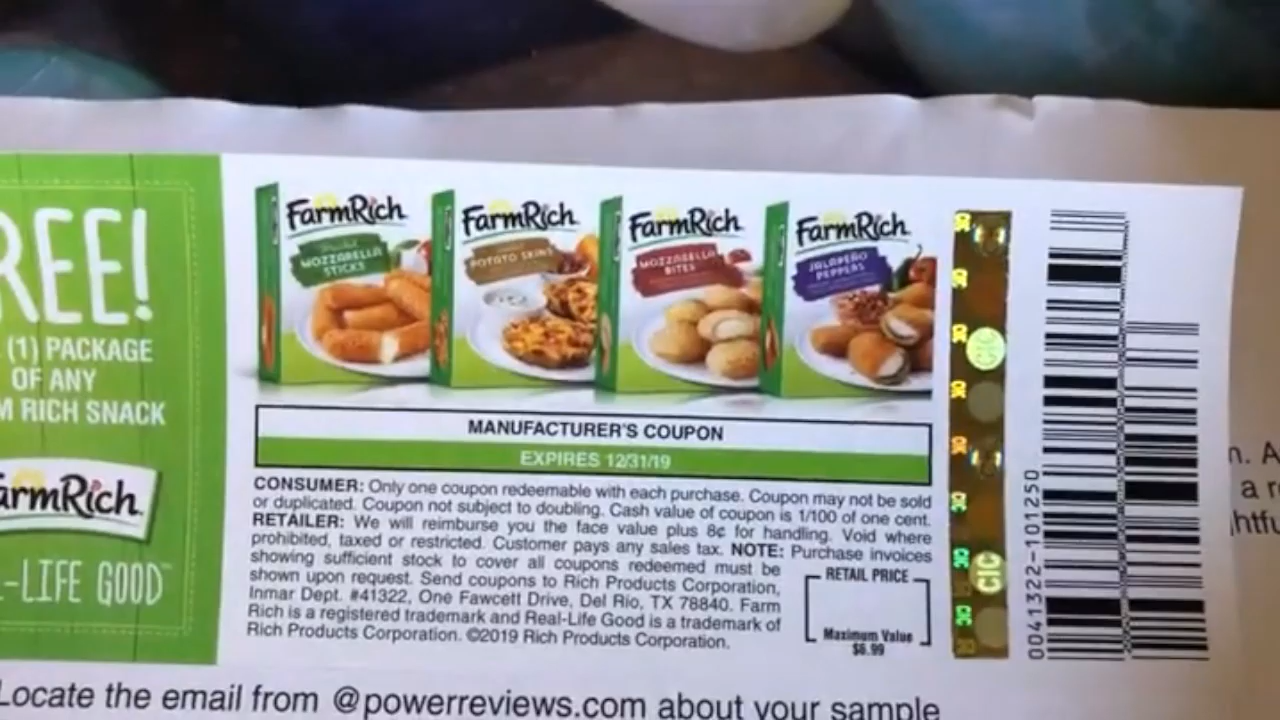 REE!
(1) PACKAGE
OF ANY
M RICH SNACK
armRich
-LIFE GOOD™
FarmRich
MOZZARELLA
STICKS
FarmRich
POTATO SKINS
FarmRich
MOZZARELLA
BITES
FarmRich
JALAPEÑO
PEPPERS
MANUFACTURER'S COUPON
EXPIRES 12/31/19
CONSUMER: Only one coupon redeemable with each purchase. Coupon may not be sold
or duplicated. Coupon not subject to doubling. Cash value of coupon is 1/100 of one cent.
RETAILER: We will reimburse you the face value plus 8¢ for handling. Void where
prohibited, taxed or restricted. Customer pays any sales tax. NOTE: Purchase invoices
showing sufficient stock to cover all coupons redeemed must be
shown upon request. Send coupons to Rich Products Corporation,
Inmar Dept. #41322, One Fawcett Drive, Del Rio, TX 78840. Farm
Rich is a registered trademark and Real-Life Good is a trademark of
Rich Products Corporation. ©2019 Rich Products Corporation.
RETAIL PRICE
Maximum Value
$6.99
CIC
CIC
0041322-101250
n. A
a r
htfu
Locate the email from @powerreviews.com about your sample